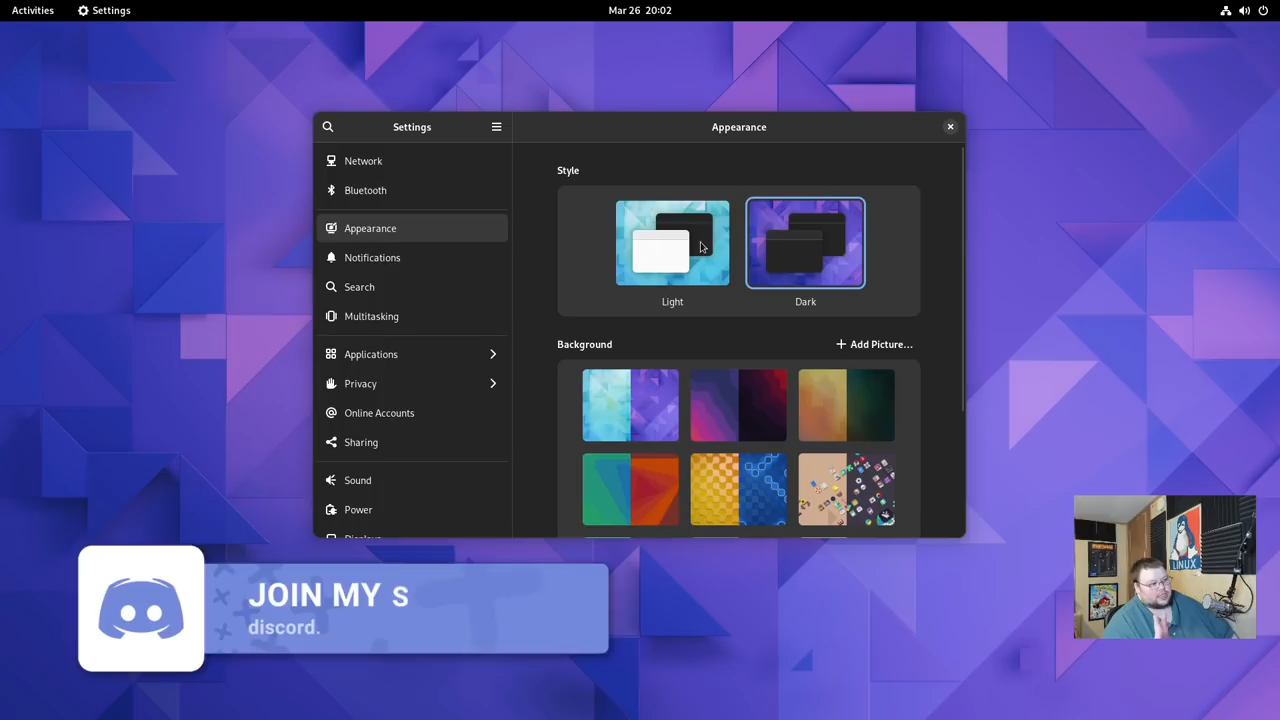 Activities
Settings
Mar 26 20:02
Settings
Appearance
Network
Bluetooth
Appearance
Notifications
Search
Multitasking
Applications
Privacy
Online Accounts
Sharing
Sound
Power
Displays
Style
Light
Dark
Background
Add Picture...
JOIN MY S
discord.
LINUX